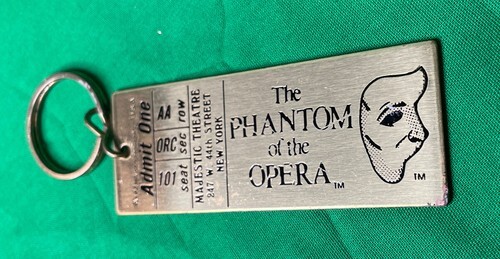 Admit One
AA
ORC
101
row
sec
seat
MAJESTIC THEATRE
247 W. 44th STREET
NEW YORK
The
PHANTOM
of the
OPERA TM
TM